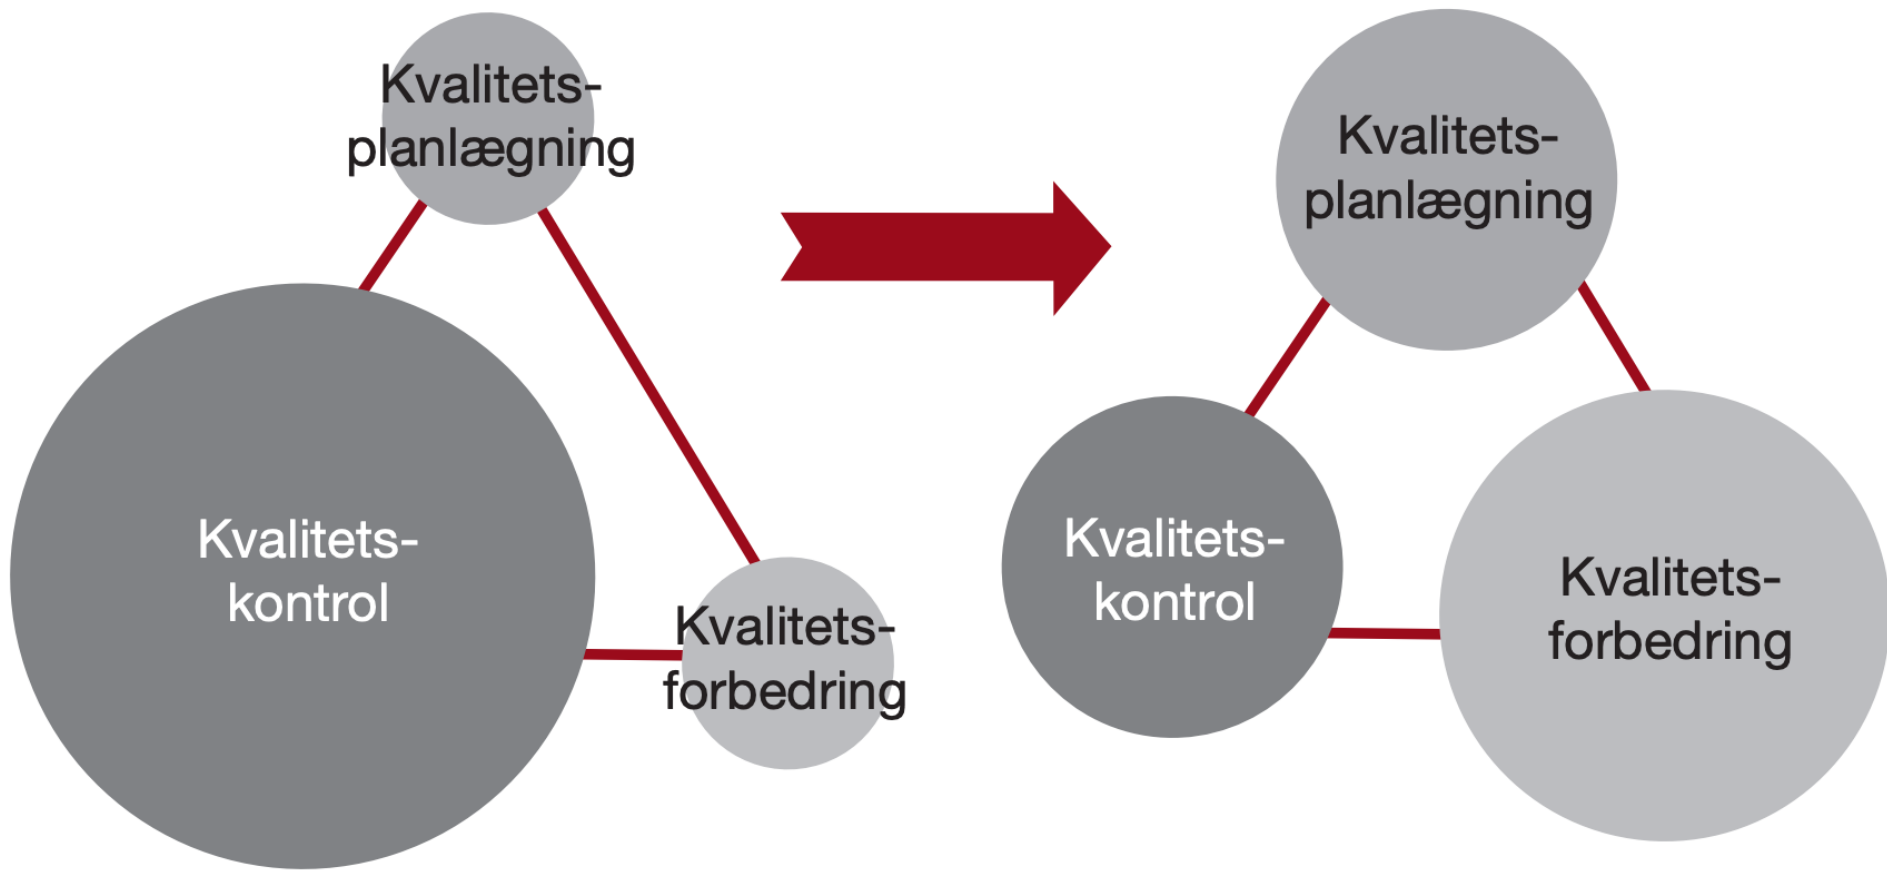 Kvalitets-
planlægning
Kvalitets-
kontrol
Kvalitets-
forbedring
Kvalitets-
planlægning
Kvalitets-
kontrol
Kvalitets-
forbedring